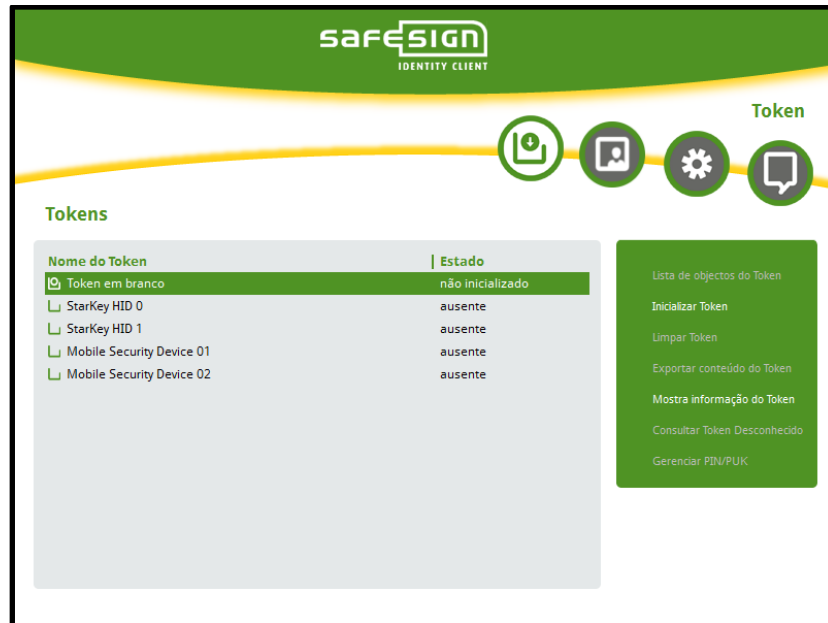 safesign
IDENTITY CLIENT
Token
Tokens
Nome do Token | Estado
Token em branco não inicializado
StarKey HID 0 ausente
StarKey HID 1 ausente
Mobile Security Device 01 ausente
Mobile Security Device 02 ausente
Lista de objectos do Token
Inicializar Token
Limpar Token
Exportar conteúdo do Token
Mostra informação do Token
Consultar Token Desconhecido
Gerenciar PIN/PUK